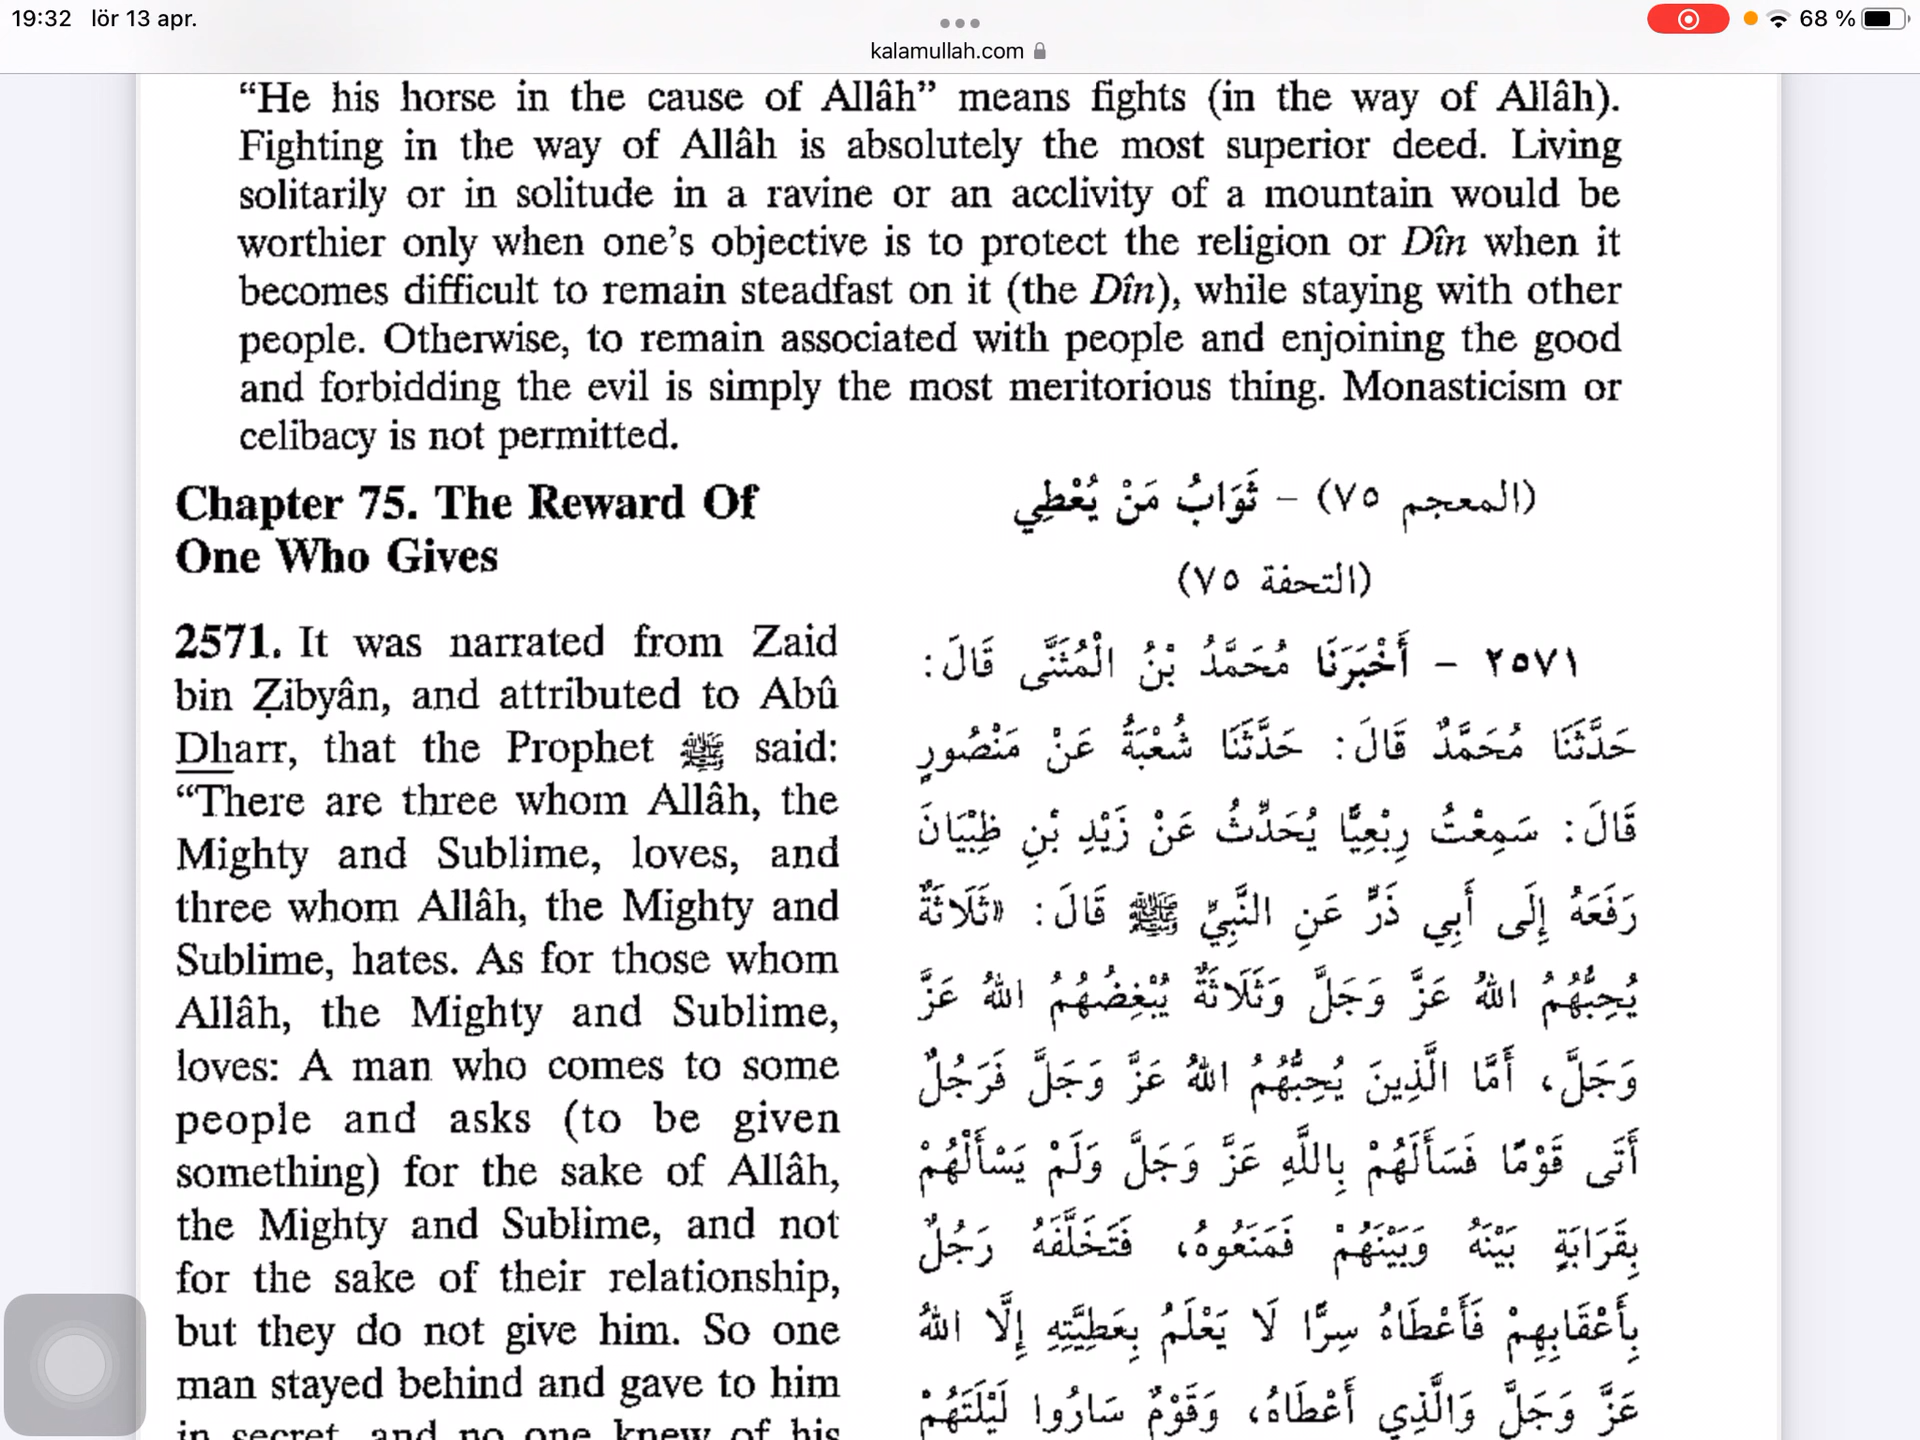 19:32 lör 13 apr.
68 %
kalamullah.com
“He his horse in the cause of Allâh” means fights (in the way of Allâh).
Fighting in the way of Allâh is absolutely the most superior deed. Living
solitarily or in solitude in a ravine or an acclivity of a mountain would be
worthier only when one’s objective is to protect the religion or Dîn when it
becomes difficult to remain steadfast on it (the Dîn), while staying with other
people. Otherwise, to remain associated with people and enjoining the good
and forbidding the evil is simply the most meritorious thing. Monasticism or
celibacy is not permitted.
Chapter 75. The Reward Of
One Who Gives
2571. It was narrated from Zaid
bin Ẓibyân, and attributed to Abû
Dharr, that the Prophet ﷺ said:
“There are three whom Allâh, the
Mighty and Sublime, loves, and
three whom Allâh, the Mighty and
Sublime, hates. As for those whom
Allâh, the Mighty and Sublime,
loves: A man who comes to some
people and asks (to be given
something) for the sake of Allâh,
the Mighty and Sublime, and not
for the sake of their relationship,
but they do not give him. So one
man stayed behind and gave to him
in secret, and no one knew of his
(المعجم ٧٥) – ثَوَابُ مَنْ يُعْطِي
(التحفة ٧٥)
٢٥٧١ – أَخْبَرَنَا مُحَمَّدُ بْنُ الْمُثَنَّى قَالَ:
حَدَّثَنَا مُحَمَّدٌ قَالَ: حَدَّثَنَا شُعْبَةُ عَنْ مَنْصُورٍ
قَالَ: سَمِعْتُ رِبْعِيًّا يُحَدِّثُ عَنْ زَيْدِ بْنِ ظِبْيَانَ
رَفَعَهُ إِلَى أَبِي ذَرٍّ عَنِ النَّبِيِّ ﷺ قَالَ: «ثَلَاثَةٌ
يُحِبُّهُمُ اللهُ عَزَّ وَجَلَّ وَثَلَاثَةٌ يُبْغِضُهُمُ اللهُ عَزَّ
وَجَلَّ، أَمَّا الَّذِينَ يُحِبُّهُمُ اللهُ عَزَّ وَجَلَّ فَرَجُلٌ
أَتَى قَوْمًا فَسَأَلَهُمْ بِاللَّهِ عَزَّ وَجَلَّ وَلَمْ يَسْأَلْهُمْ
بِقَرَابَةٍ بَيْنَهُ وَبَيْنَهُمْ فَمَنَعُوهُ، فَتَخَلَّفَهُ رَجُلٌ
بِأَعْقَابِهِمْ فَأَعْطَاهُ سِرًّا لَا يَعْلَمُ بِعَطِيَّتِهِ إِلَّا اللهُ
عَزَّ وَجَلَّ وَالَّذِي أَعْطَاهُ، وَقَوْمٌ سَارُوا لَيْلَتَهُمْ